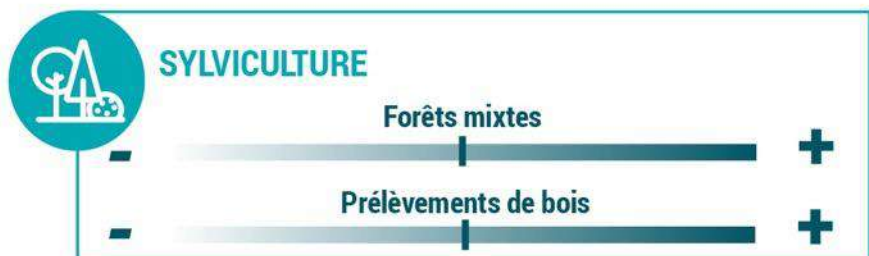 SYLVICULTURE
Forêts mixtes
- +
Prélèvements de bois
- +